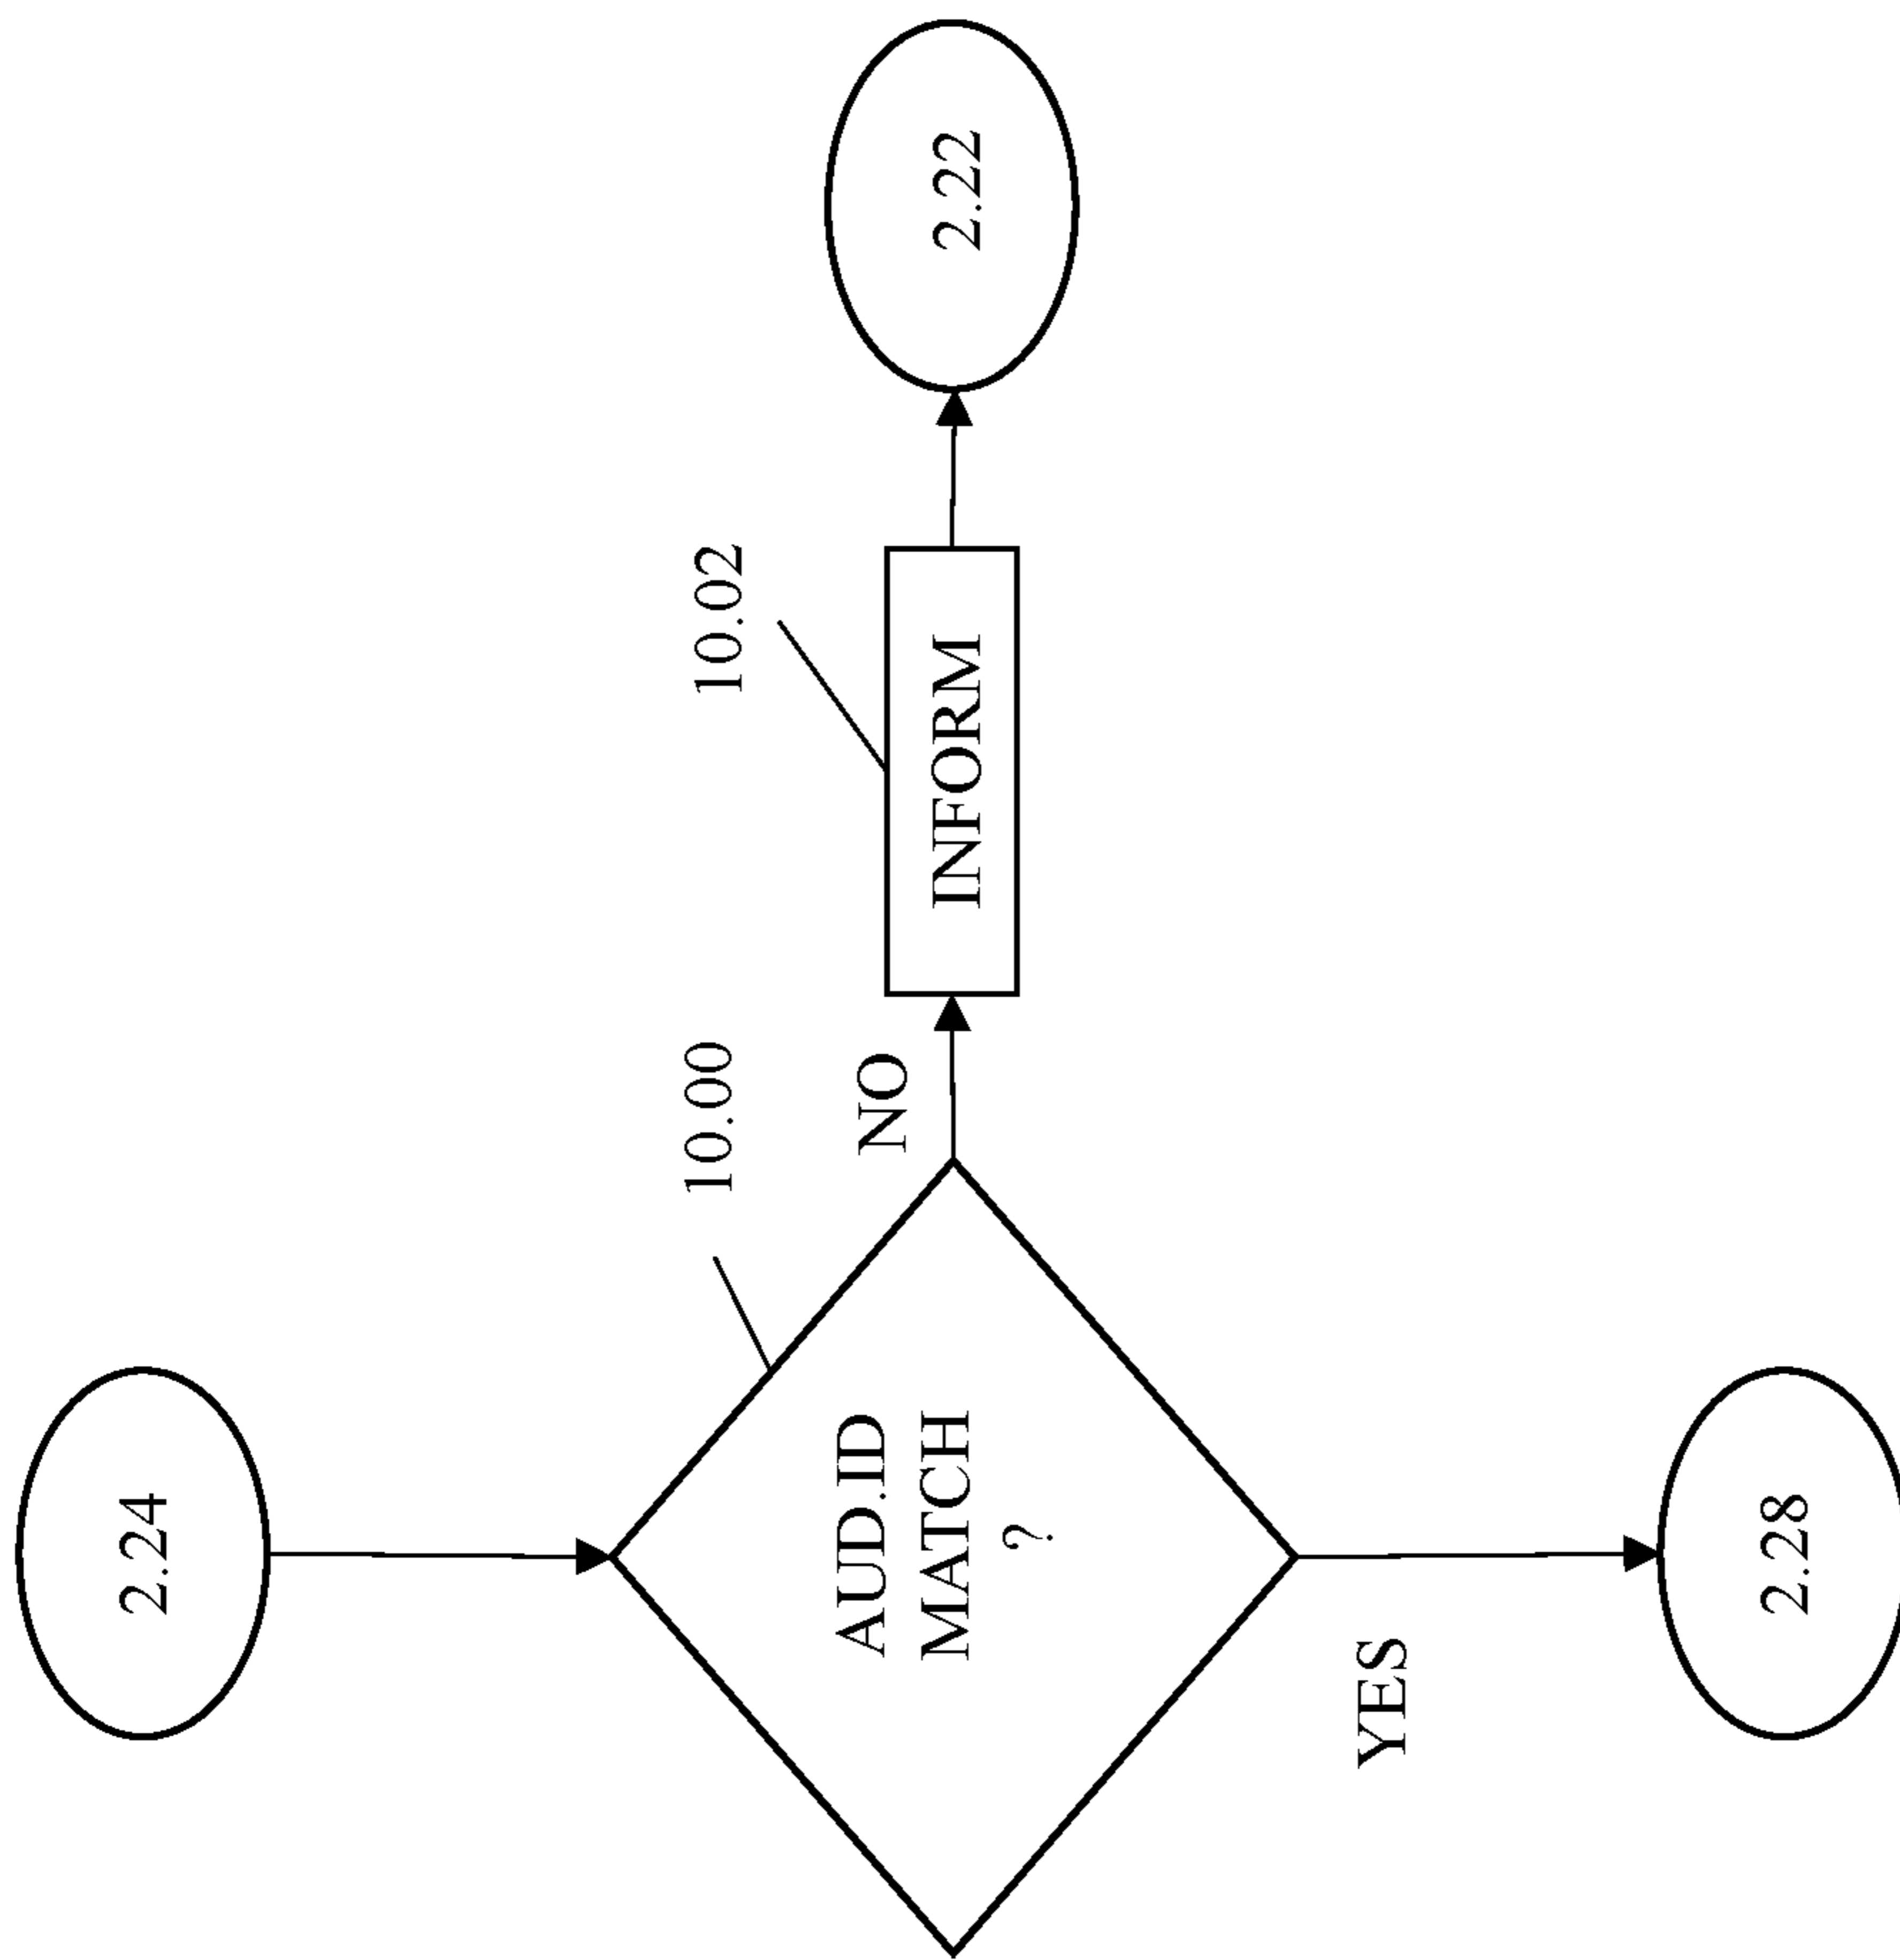 2.24
10.00
AUD.ID
MATCH
?
NO
10.02
INFORM
2.22
YES
2.28